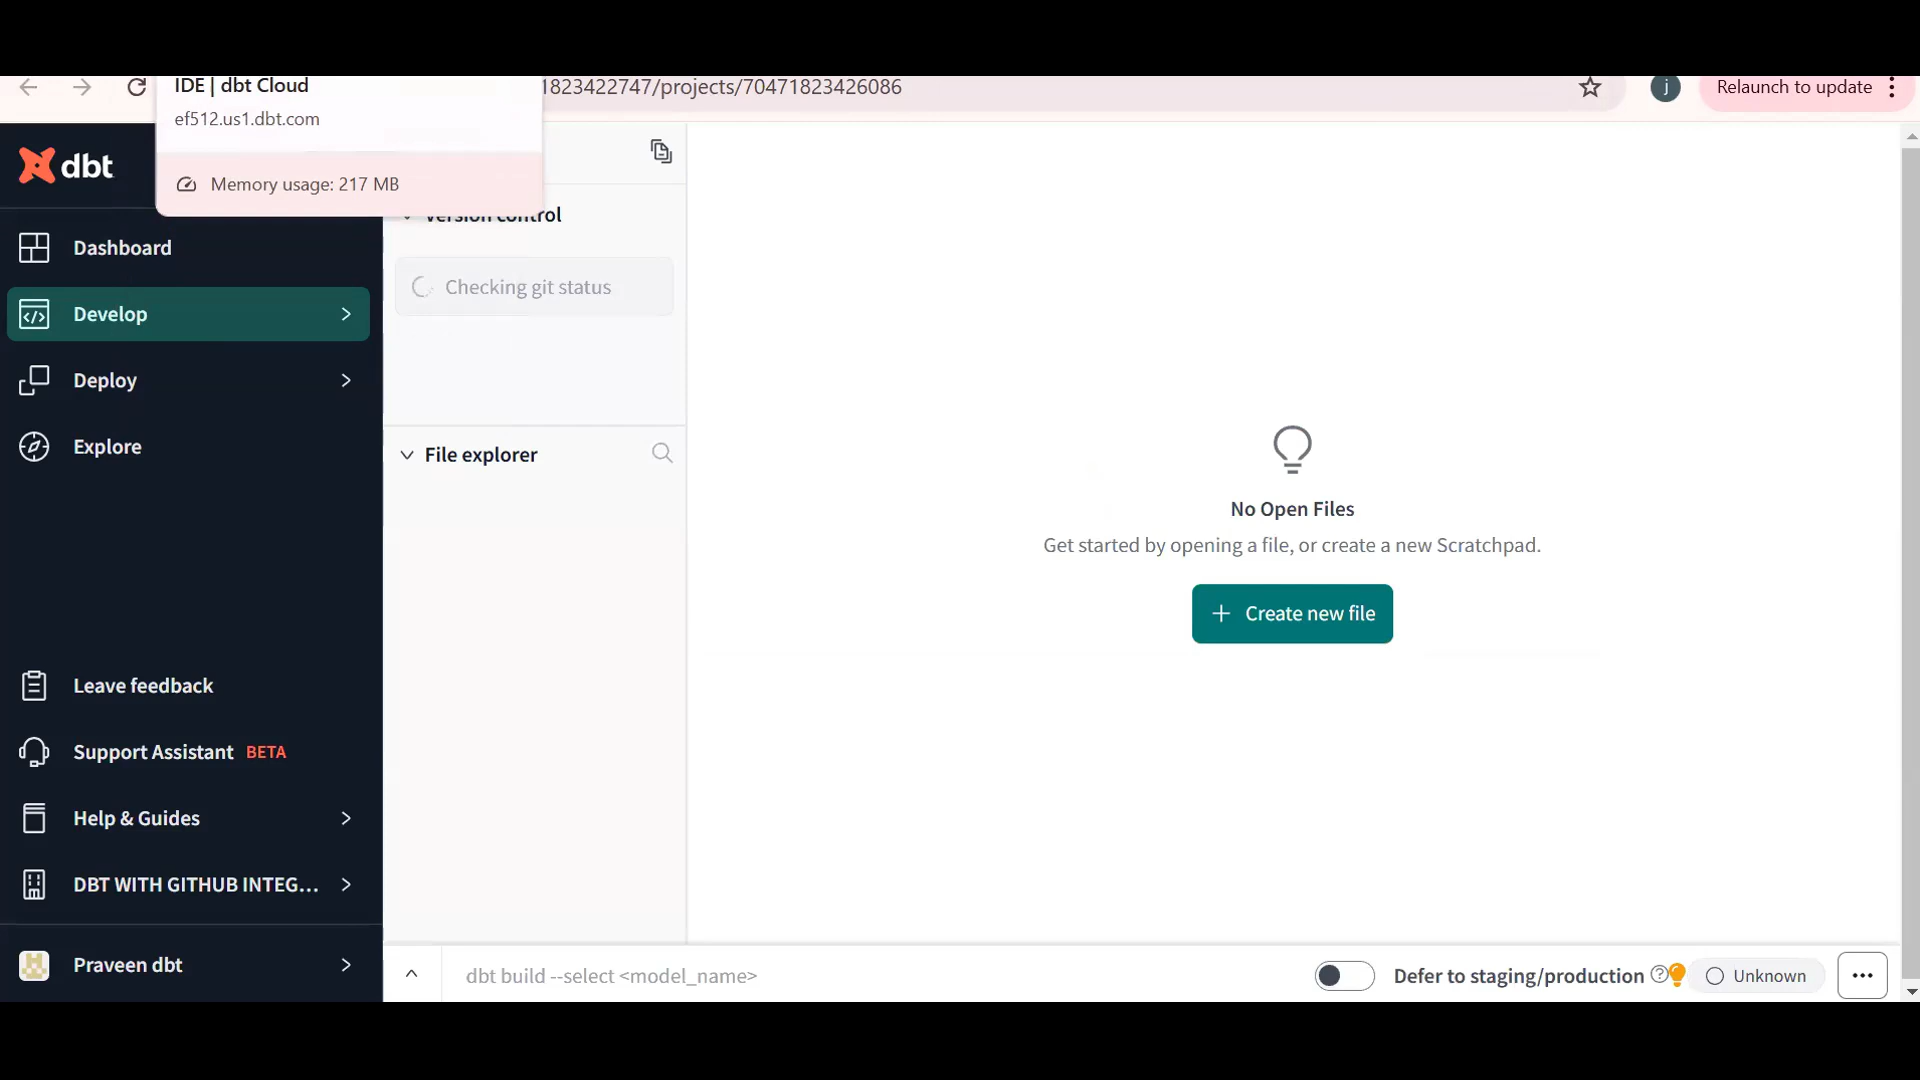 IDE | dbt Cloud
ef512.us1.dbt.com
Memory usage: 217 MB
1823422747/projects/70471823426086
j
Relaunch to update
dbt
Dashboard
Develop
Deploy
Explore
Leave feedback
Support Assistant BETA
Help & Guides
DBT WITH GITHUB INTEG...
Praveen dbt
Version control
Checking git status
File explorer
No Open Files
Get started by opening a file, or create a new Scratchpad.
+ Create new file
dbt build --select <model_name>
Defer to staging/production
Unknown